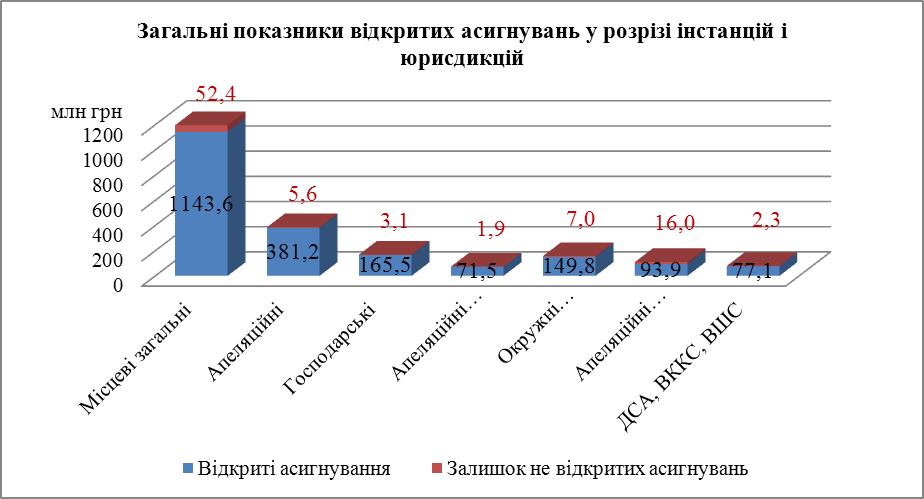 Загальні показники відкритих асигнувань у розрізі інстанцій і
юрисдикцій
млн грн
1200
1000
800
600
400
200
0
52,4
5,6
3,1
1,9
7,0
16,0
2,3
1143,6
381,2
165,5
71,5
149,8
93,9
77,1
Місцеві загальні
Апеляційні
Господарські
Апеляційні…
Окружні…
Апеляційні…
ДСА, ВККС, ВШС
Відкриті асигнування
Залишок не відкритих асигнувань